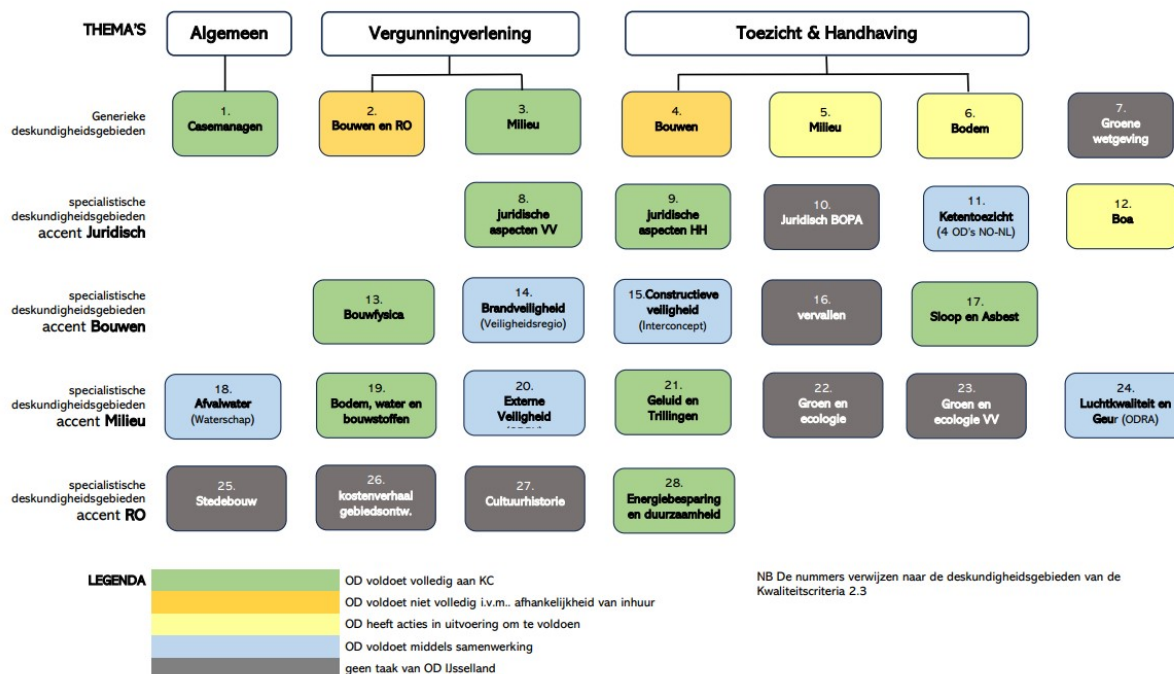 THEMA'S
Algemeen
Vergunningverlening
Toezicht & Handhaving
Generieke
deskundigheidsgebieden
1.
Casemanagen
2.
Bouwen en RO
3.
Milieu
4.
Bouwen
5.
Milieu
6.
Bodem
7.
Groene
wetgeving
specialistische
deskundigheidsgebieden
accent Juridisch
8.
juridische
aspecten VV
9.
juridische
aspecten HH
10.
Juridisch BOPA
11.
Ketentoezicht
(4 OD's NO-NL)
12.
Boa
specialistische
deskundigheidsgebieden
accent Bouwen
13.
Bouwfysica
14.
Brandveiligheid
(Veiligheidsregio)
15.Constructieve
veiligheid
(Interconcept)
16.
vervallen
17.
Sloop en Asbest
specialistische
deskundigheidsgebieden
accent Milieu
18.
Afvalwater
(Waterschap)
19.
Bodem, water en
bouwstoffen
20.
Externe
Veiligheid
21.
Geluid en
Trillingen
22.
Groen en
ecologie
23.
Groen en
ecologie VV
24.
Luchtkwaliteit en
Geur (ODRA)
specialistische
deskundigheidsgebieden
accent RO
25.
Stedebouw
26.
kostenverhaal
gebiedsontw.
27.
Cultuurhistorie
28.
Energiebesparing
en duurzaamheid
LEGENDA
OD voldoet volledig aan KC
OD voldoet niet volledig i.v.m.. afhankelijkheid van inhuur
OD heeft acties in uitvoering om te voldoen
OD voldoet middels samenwerking
geen taak van OD IJsselland
NB De nummers verwijzen naar de deskundigheidsgebieden van de
Kwaliteitscriteria 2.3